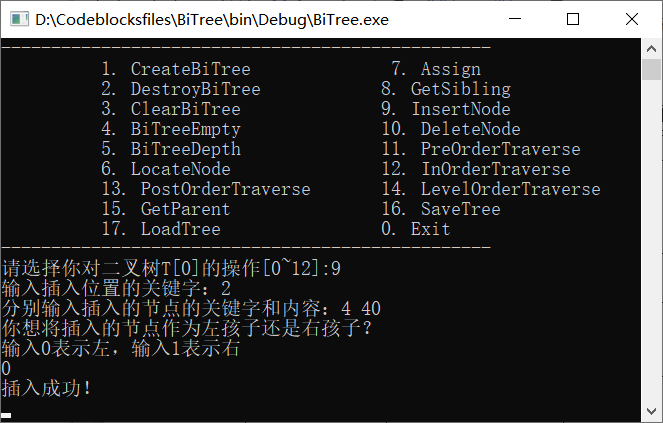 D:\Codeblocksfiles\BiTree\bin\Debug\BiTree.exe
-------------------------------------------------
1. CreateBiTree 7. Assign
2. DestroyBiTree 8. GetSibling
3. ClearBiTree 9. InsertNode
4. BiTreeEmpty 10. DeleteNode
5. BiTreeDepth 11. PreOrderTraverse
6. LocateNode 12. InOrderTraverse
13. PostOrderTraverse 14. LevelOrderTraverse
15. GetParent 16. SaveTree
17. LoadTree 0. Exit
-------------------------------------------------
请选择你对二叉树T[0]的操作[0~12]:9
输入插入位置的关键字：2
分别输入插入的节点的关键字和内容：4 40
你想将插入的节点作为左孩子还是右孩子？
输入0表示左，输入1表示右
0
插入成功！